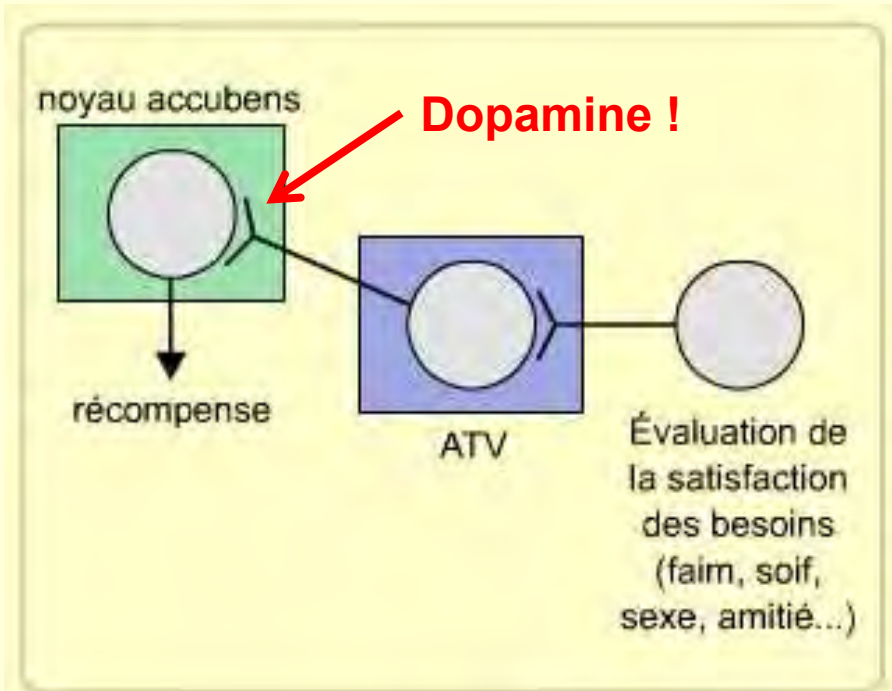 noyau accubens
Dopamine !
récompense
ATV
Évaluation de
la satisfaction
des besoins
(faim, soif,
sexe, amitié...)